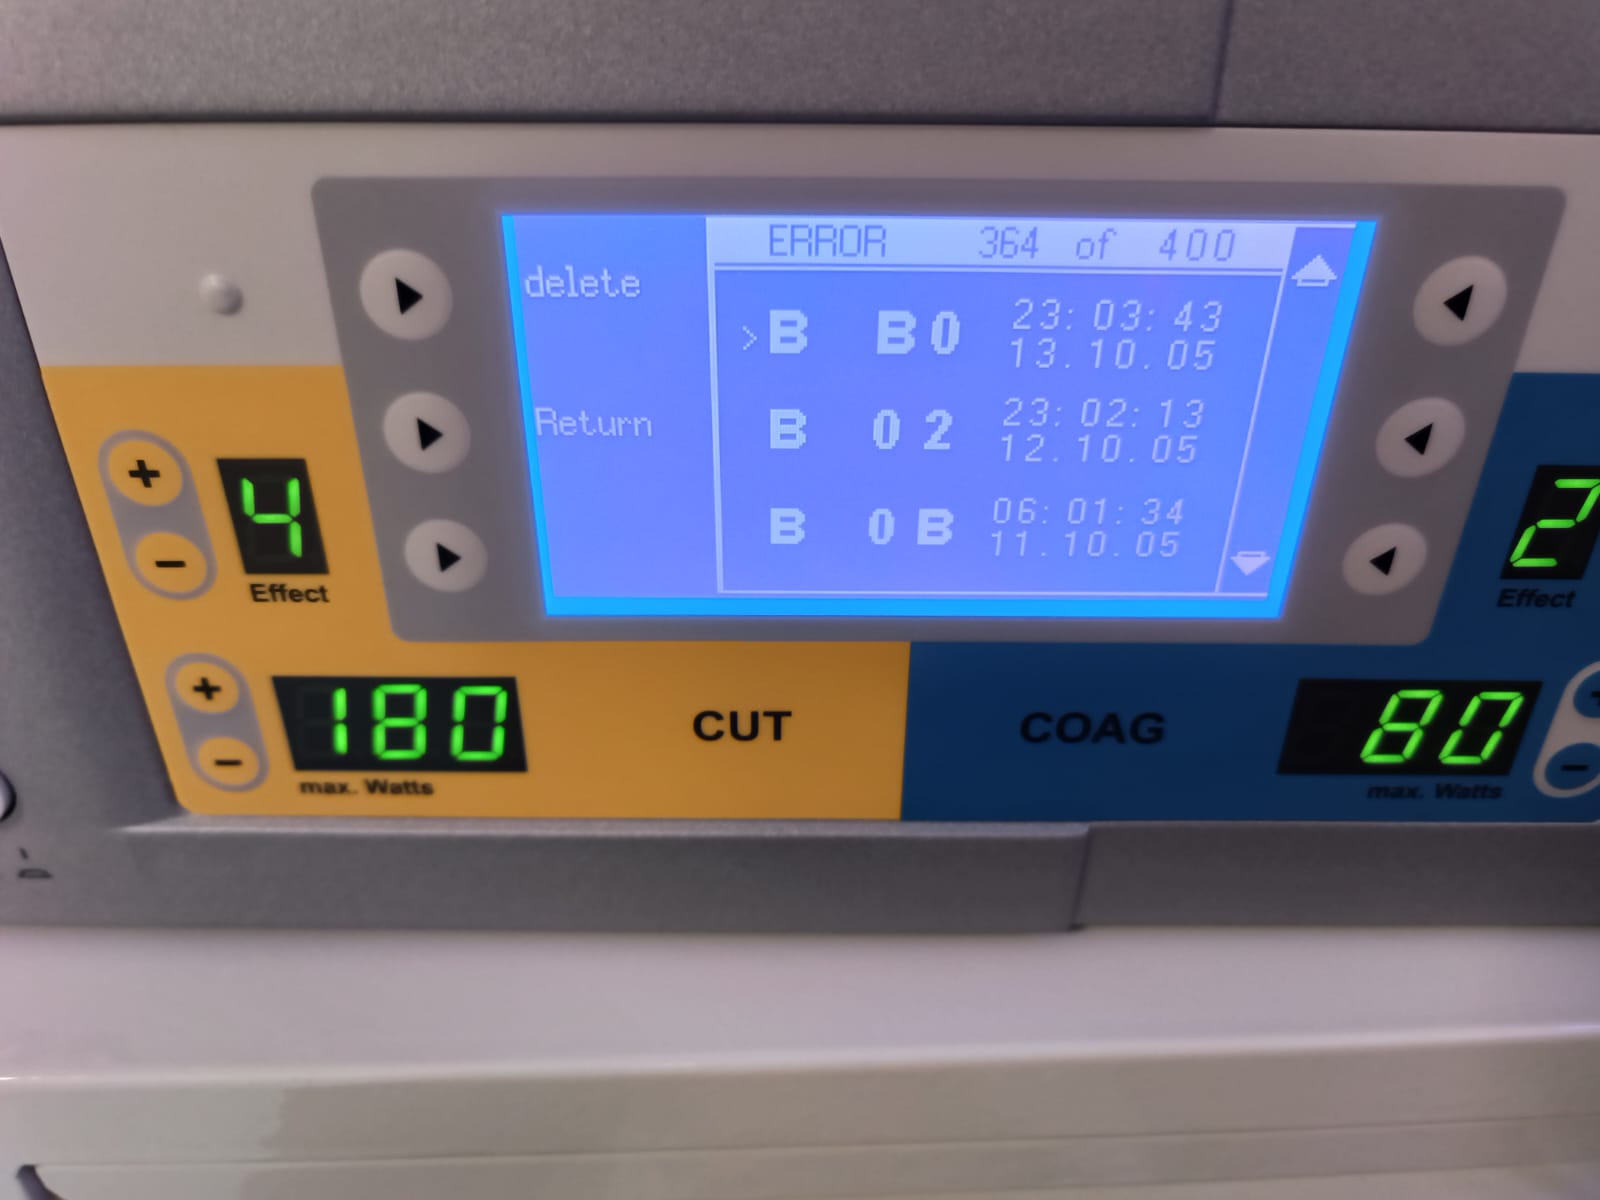 ERROR 364 of 400
delete
>B B0 23:03:43
13.10.05
Return
B 02 23:02:13
12.10.05
B 0B 06:01:34
11.10.05
+
-
4
Effect
2
Effect
+
-
180
max. Watts
CUT
COAG
80
max. Watts
+
-